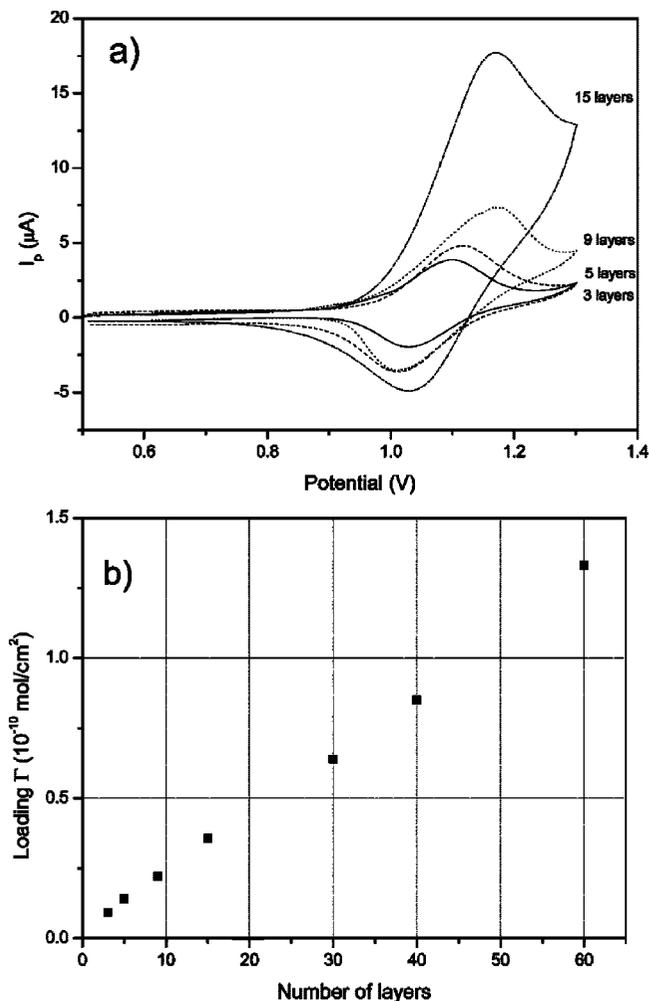 a)
20
15
10
5
0
-5
I_p (μA)
15 layers
9 layers
5 layers
3 layers
0.6 0.8 1.0 1.2 1.4
Potential (V)
b)
1.5
1.0
0.5
0.0
Loading Γ (10⁻¹⁰ mol/cm²)
0 10 20 30 40 50 60
Number of layers